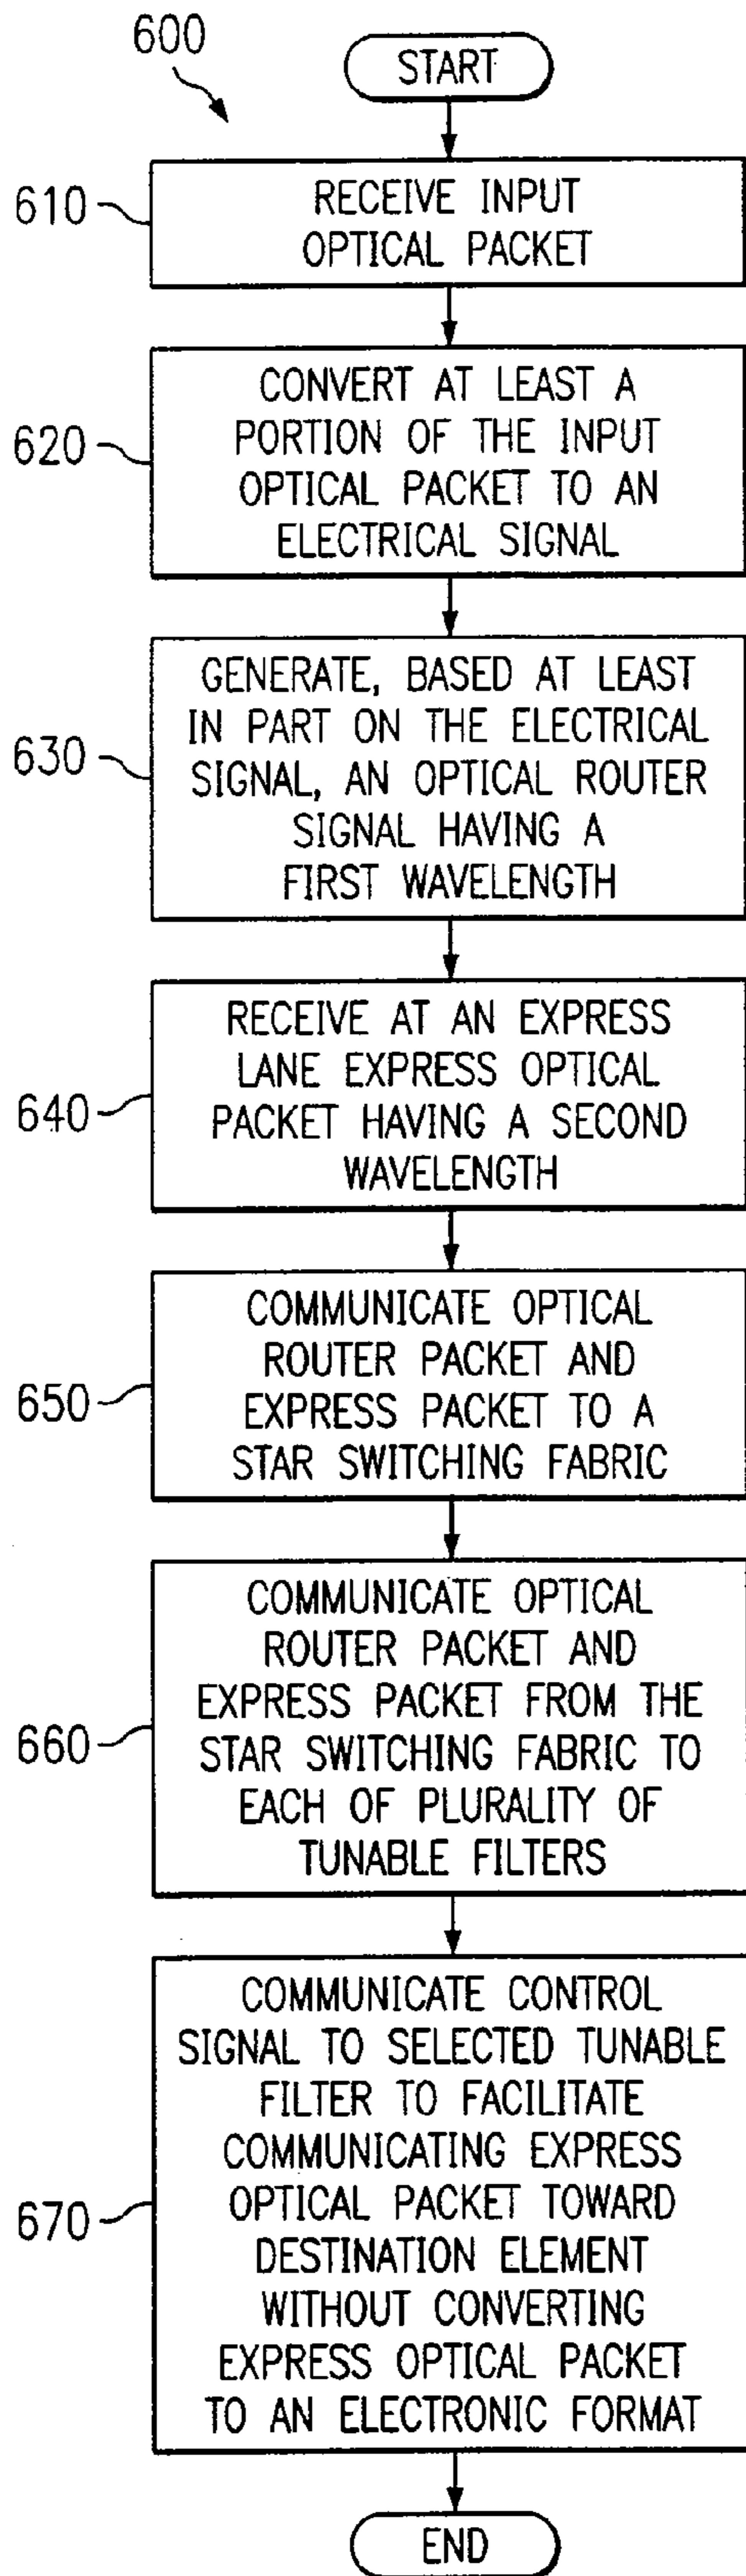 600
START
610
RECEIVE INPUT
OPTICAL PACKET
620
CONVERT AT LEAST A
PORTION OF THE INPUT
OPTICAL PACKET TO AN
ELECTRICAL SIGNAL
630
GENERATE, BASED AT LEAST
IN PART ON THE ELECTRICAL
SIGNAL, AN OPTICAL ROUTER
SIGNAL HAVING A
FIRST WAVELENGTH
640
RECEIVE AT AN EXPRESS
LANE EXPRESS OPTICAL
PACKET HAVING A SECOND
WAVELENGTH
650
COMMUNICATE OPTICAL
ROUTER PACKET AND
EXPRESS PACKET TO A
STAR SWITCHING FABRIC
660
COMMUNICATE OPTICAL
ROUTER PACKET AND
EXPRESS PACKET FROM THE
STAR SWITCHING FABRIC TO
EACH OF PLURALITY OF
TUNABLE FILTERS
670
COMMUNICATE CONTROL
SIGNAL TO SELECTED TUNABLE
FILTER TO FACILITATE
COMMUNICATING EXPRESS
OPTICAL PACKET TOWARD
DESTINATION ELEMENT
WITHOUT CONVERTING
EXPRESS OPTICAL PACKET
TO AN ELECTRONIC FORMAT
END